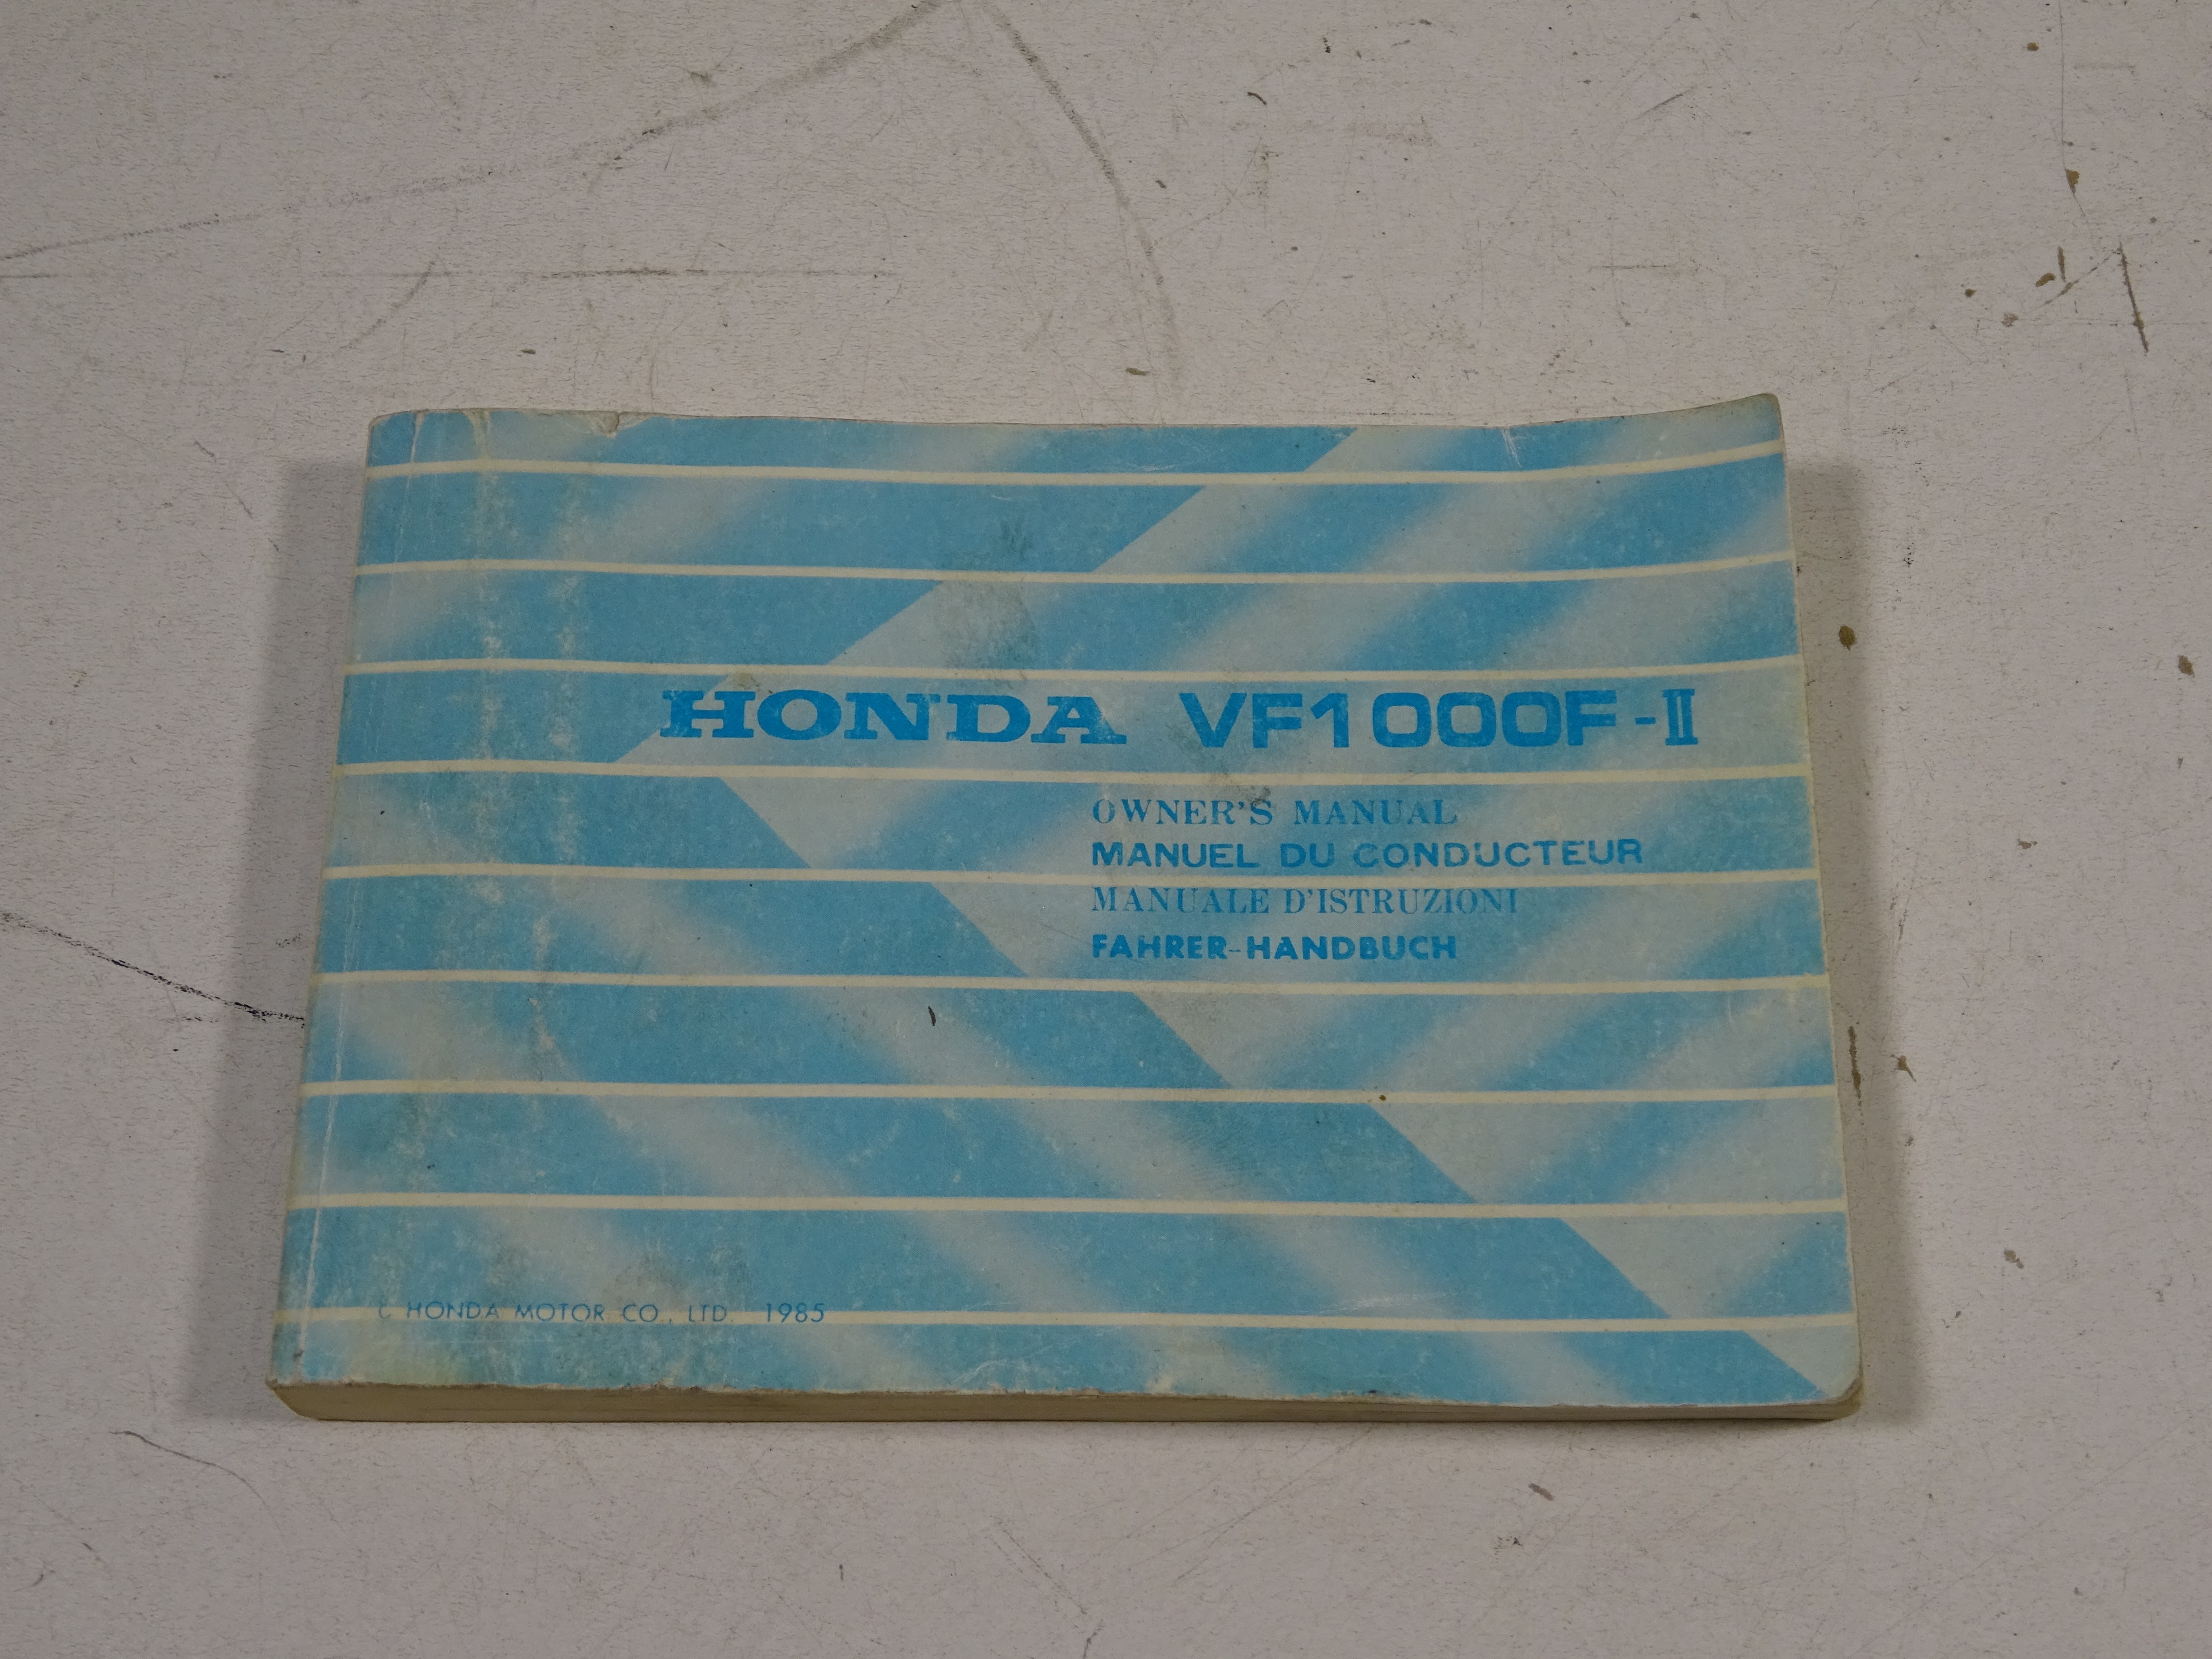 HONDA VF1000F-II
OWNER'S MANUAL
MANUEL DU CONDUCTEUR
MANUALE D'ISTRUZIONI
FAHRER-HANDBUCH
© HONDA MOTOR CO., LTD. 1985